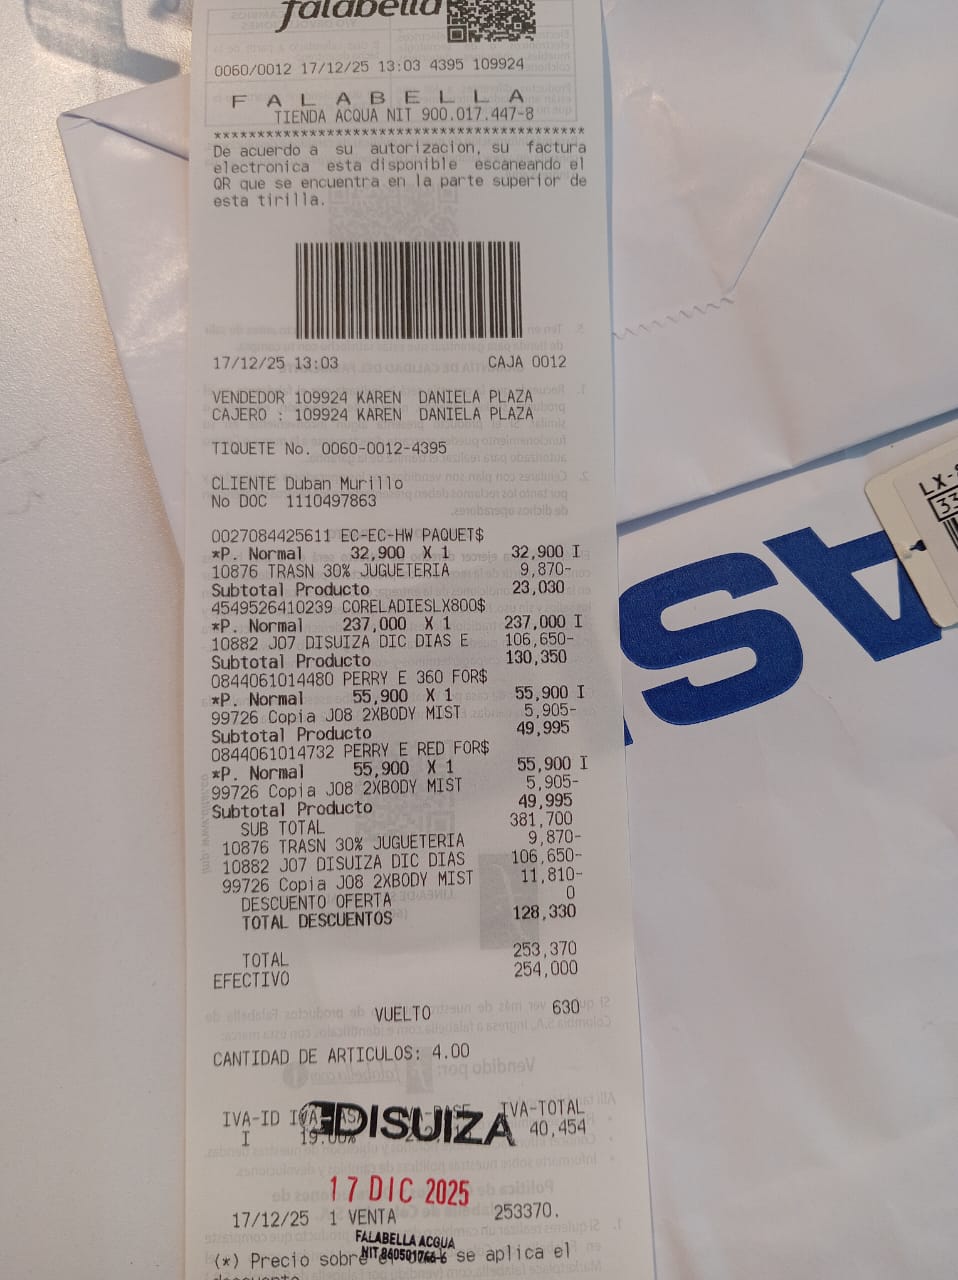 falabella
0060/0012 17/12/25 13:03 4395 109924
F A L A B E L L A
TIENDA ACQUA NIT 900.017.447-8
*******************************************
De acuerdo a su autorizacion, su factura
electronica esta disponible escaneando el
QR que se encuentra en la parte superior de
esta tirilla.
17/12/25 13:03 CAJA 0012
VENDEDOR 109924 KAREN DANIELA PLAZA
CAJERO : 109924 KAREN DANIELA PLAZA
TIQUETE No. 0060-0012-4395
CLIENTE Duban Murillo
No DOC 1110497863
0027084425611 EC-EC-HW PAQUET$
*P. Normal 32,900 X 1 32,900 I
10876 TRASN 30% JUGUETERIA 9,870-
Subtotal Producto 23,030
4549526410239 CORELADIESLX800$
*P. Normal 237,000 X 1 237,000 I
10882 J07 DISUIZA DIC DIAS E 106,650-
Subtotal Producto 130,350
0844061014480 PERRY E 360 FOR$
*P. Normal 55,900 X 1 55,900 I
99726 Copia J08 2XBODY MIST 5,905-
Subtotal Producto 49,995
0844061014732 PERRY E RED FOR$
*P. Normal 55,900 X 1 55,900 I
99726 Copia J08 2XBODY MIST 5,905-
Subtotal Producto 49,995
SUB TOTAL 381,700
10876 TRASN 30% JUGUETERIA 9,870-
10882 J07 DISUIZA DIC DIAS 106,650-
99726 Copia J08 2XBODY MIST 11,810-
DESCUENTO OFERTA 0
TOTAL DESCUENTOS 128,330
TOTAL 253,370
EFECTIVO 254,000
VUELTO 630
CANTIDAD DE ARTICULOS: 4.00
IVA-ID IVA-TOTAL
I 19.00% 40,454
DISUIZA
17 DIC 2025
17/12/25 1 VENTA 253370.
FALABELLA ACQUA
NIT 860501766-6
(*) Precio sobre el se aplica el
descuento
LX-
33
AS